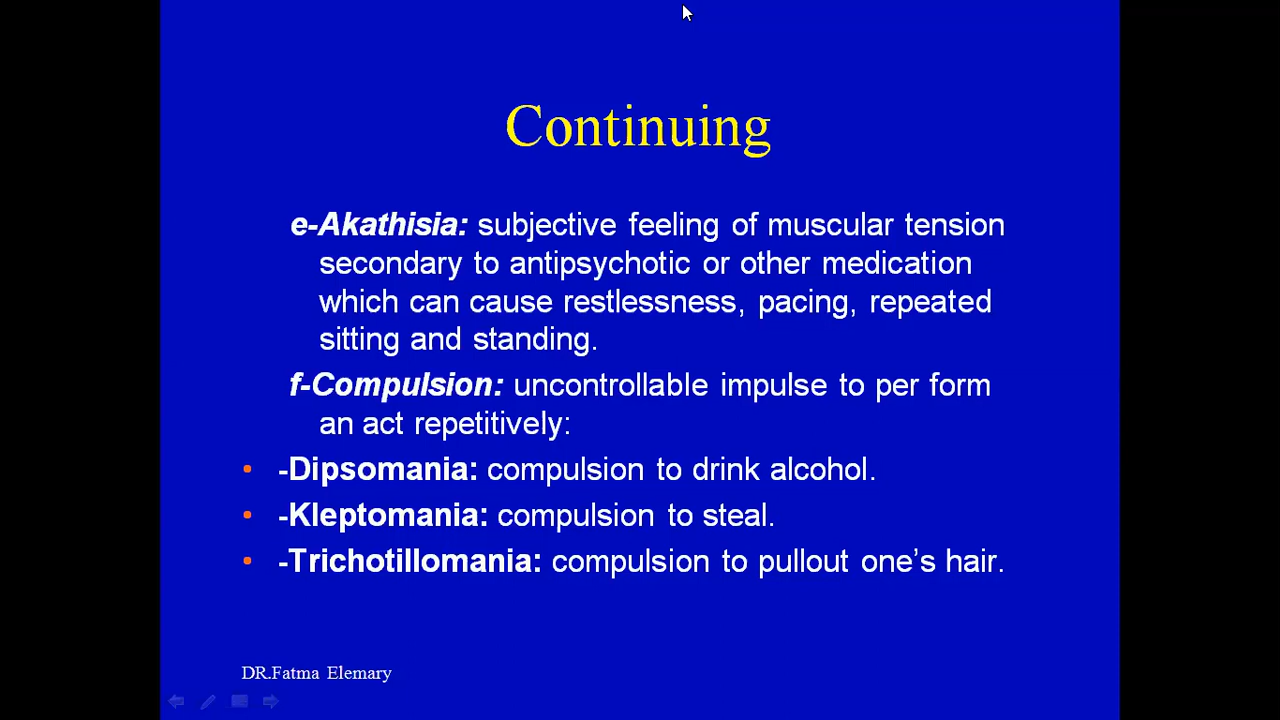 Continuing
e-Akathisia: subjective feeling of muscular tension
secondary to antipsychotic or other medication
which can cause restlessness, pacing, repeated
sitting and standing.
f-Compulsion: uncontrollable impulse to per form
an act repetitively:
• -Dipsomania: compulsion to drink alcohol.
• -Kleptomania: compulsion to steal.
• -Trichotillomania: compulsion to pullout one’s hair.
DR.Fatma Elemary